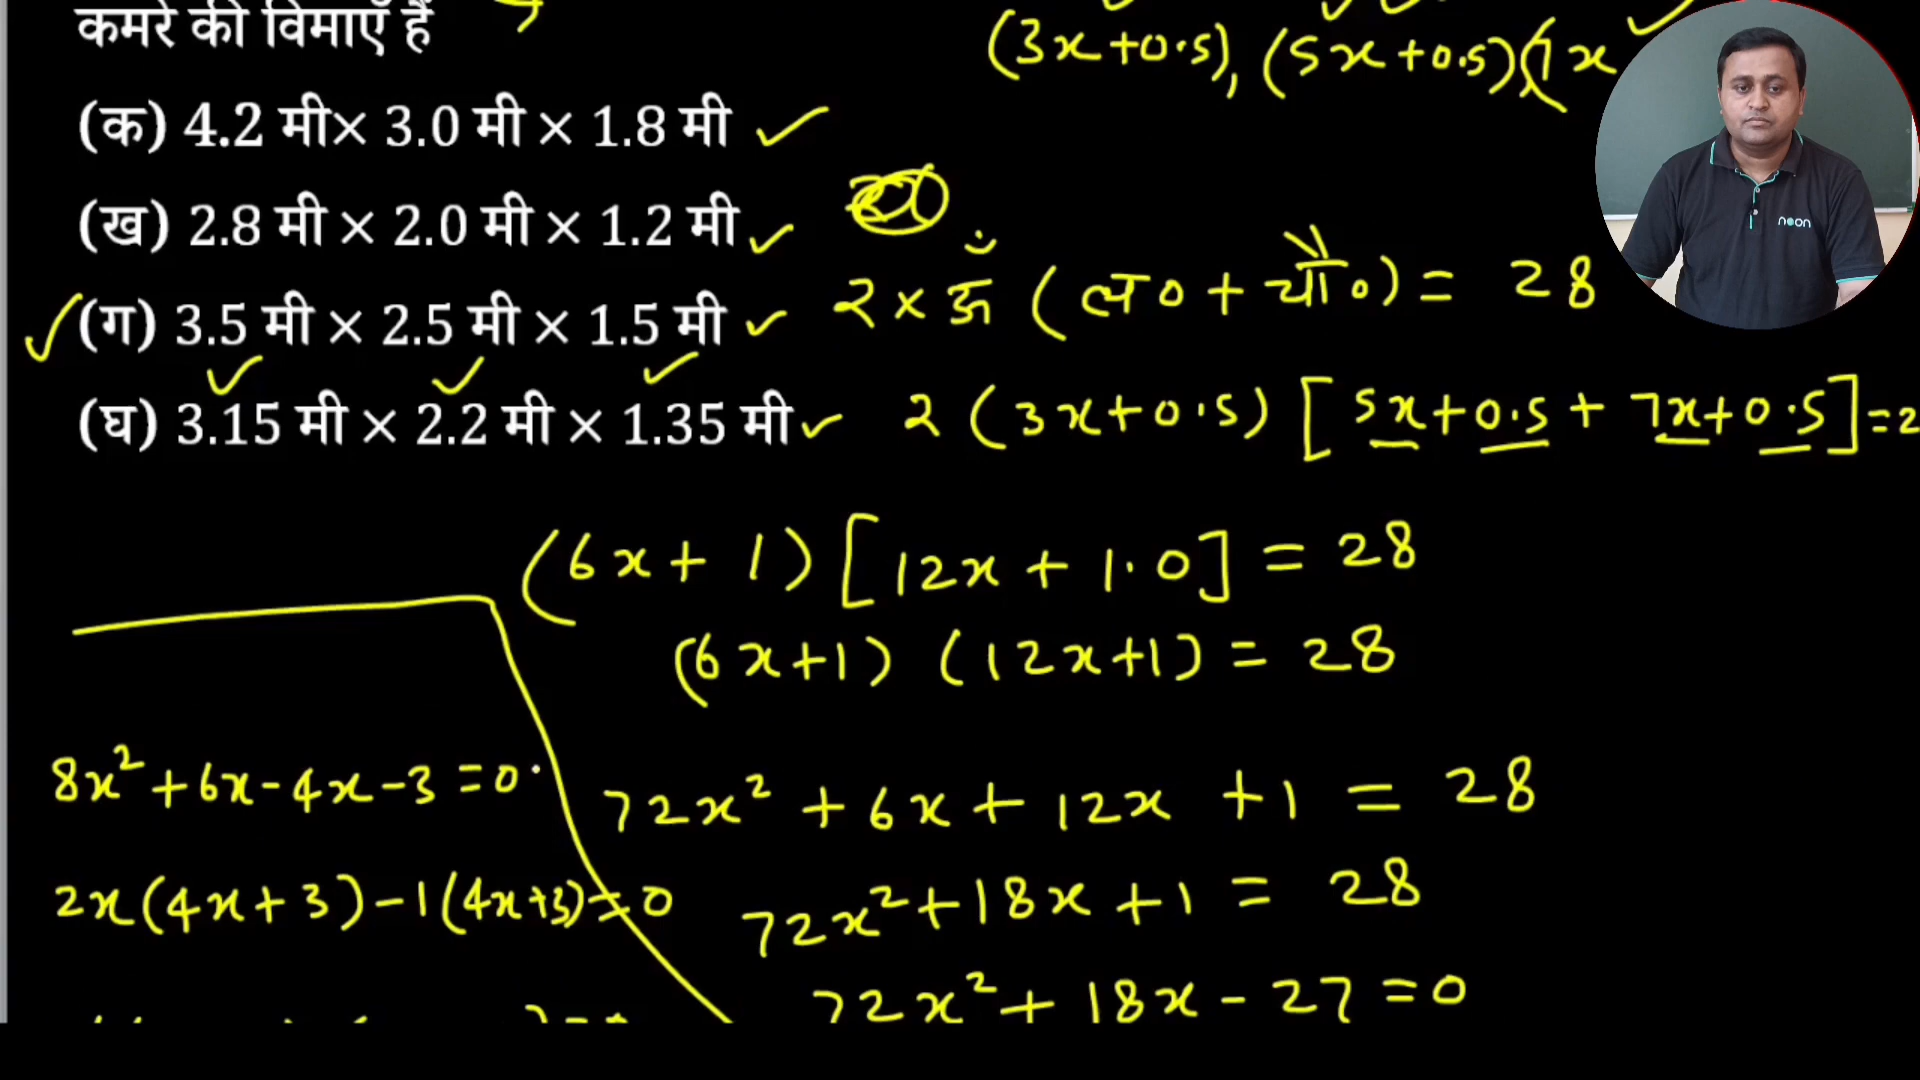 कमरे की विमाएँ हैं
(3x+0.5), (5x+0.5)(7x
(क) 4.2 मी× 3.0 मी × 1.8 मी
(ख) 2.8 मी × 2.0 मी × 1.2 मी
noon
(ग) 3.5 मी × 2.5 मी × 1.5 मी
2 × ऊँ (ल० + चौ०) = 28
(घ) 3.15 मी × 2.2 मी × 1.35 मी
2 (3x+0.5) [5x+0.5 + 7x+0.5]=2
(6x+ 1) [12x + 1.0] = 28
(6x+1) (12x+1) = 28
8x²+6x-4x-3 =0
72x² + 6x+ 12x +1 = 28
2x(4x+3)-1(4x+3)=0
72x²+18x+1 = 28
72x²+ 18x - 27 =0